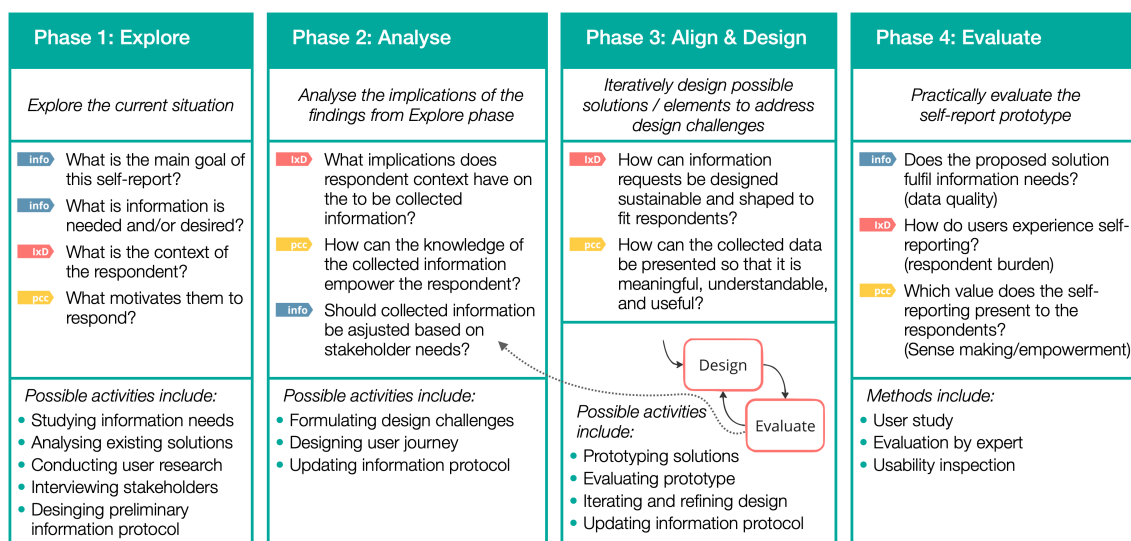 Phase 1: Explore
Explore the current situation
info What is the main goal of
this self-report?
info What is information is
needed and/or desired?
IxD What is the context of
the respondent?
pcc What motivates them to
respond?
Possible activities include:
• Studying information needs
• Analysing existing solutions
• Conducting user research
• Interviewing stakeholders
• Desinging preliminary
information protocol
Phase 2: Analyse
Analyse the implications of the
findings from Explore phase
IxD What implications does
respondent context have on
the to be collected
information?
pcc How can the knowledge of
the collected information
empower the respondent?
info Should collected information
be asjusted based on
stakeholder needs?
Possible activities include:
• Formulating design challenges
• Designing user journey
• Updating information protocol
Phase 3: Align & Design
Iteratively design possible
solutions / elements to address
design challenges
IxD How can information
requests be designed
sustainable and shaped to
fit respondents?
pcc How can the collected data
be presented so that it is
meaningful, understandable,
and useful?
Design
Evaluate
Possible activities
include:
• Prototyping solutions
• Evaluating prototype
• Iterating and refining design
• Updating information protocol
Phase 4: Evaluate
Practically evaluate the
self-report prototype
info Does the proposed solution
fulfil information needs?
(data quality)
IxD How do users experience self-
reporting?
(respondent burden)
pcc Which value does the self-
reporting present to the
respondents?
(Sense making/empowerment)
Methods include:
• User study
• Evaluation by expert
• Usability inspection